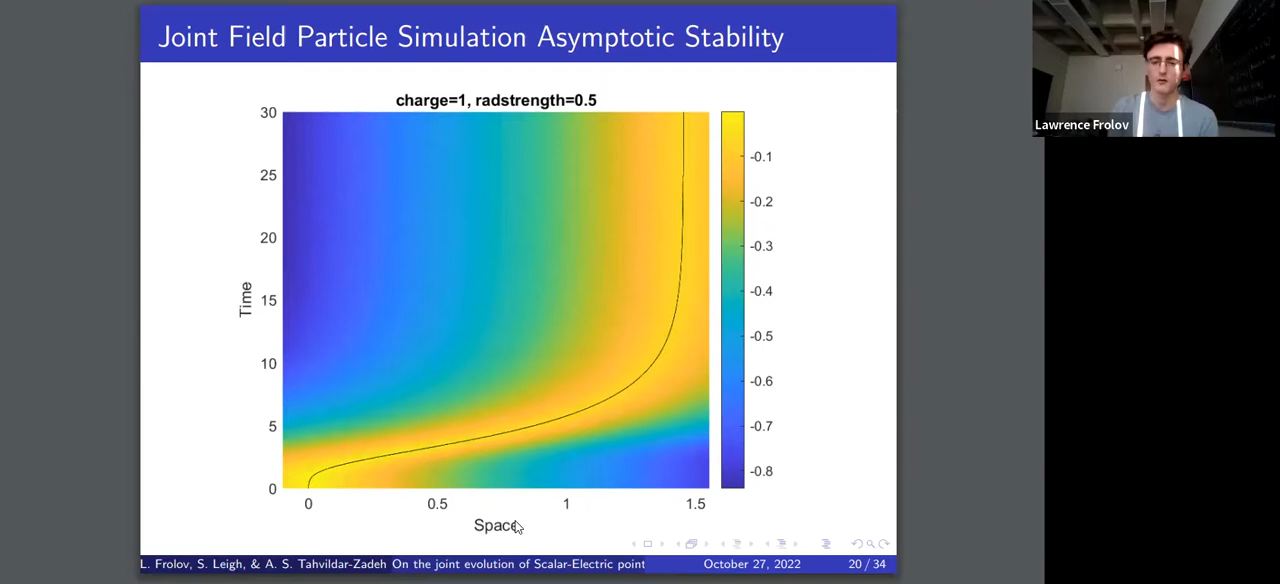 Joint Field Particle Simulation Asymptotic Stability
charge=1, radstrength=0.5
30
25
20
15
10
5
0
Time
0
0.5
1
1.5
Space
-0.1
-0.2
-0.3
-0.4
-0.5
-0.6
-0.7
-0.8
L. Frolov, S. Leigh, & A. S. Tahvildar-Zadeh On the joint evolution of Scalar-Electric point
October 27, 2022
20 / 34
Lawrence Frolov